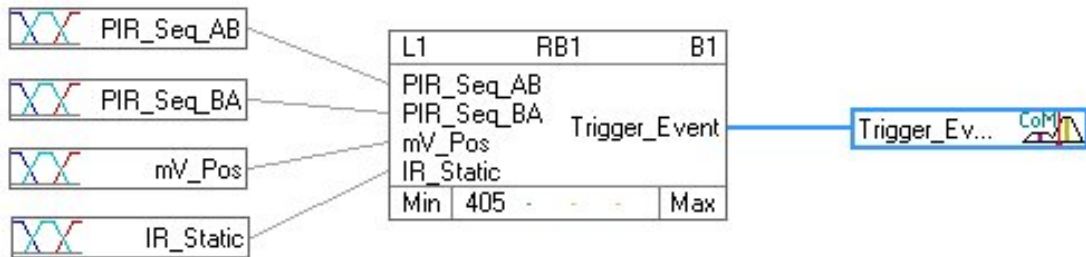 PIR_Seq_AB
PIR_Seq_BA
mV_Pos
IR_Static
L1 RB1 B1
PIR_Seq_AB
PIR_Seq_BA
mV_Pos
IR_Static
Trigger_Event
Min 405 - - - Max
Trigger_Ev... CoM